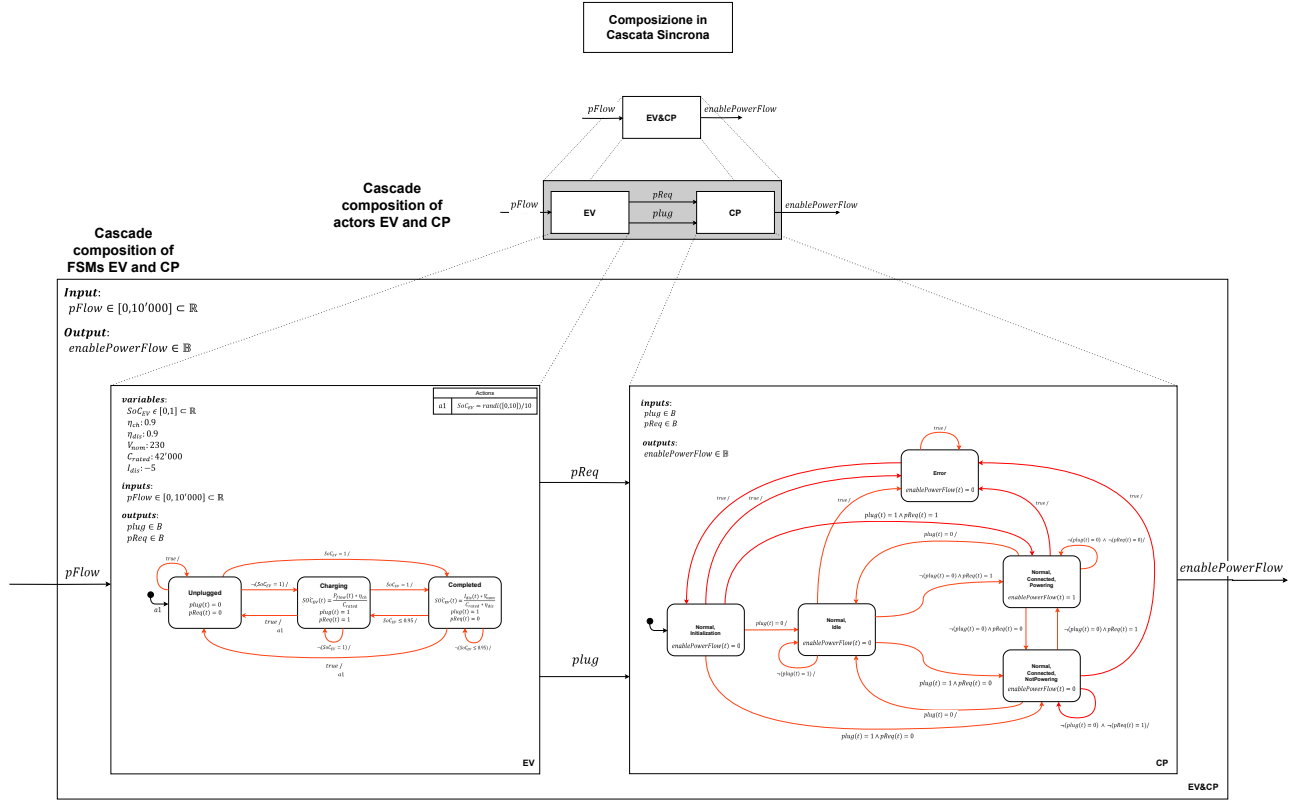 Composizione in
Cascata Sincrona
pFlow
EV&CP
enablePowerFlow
Cascade
composition of
actors EV and CP
pFlow
EV
pReq
plug
CP
enablePowerFlow
Cascade
composition of
FSMs EV and CP
Input:
pFlow ∈ [0,10′000] ⊂ ℝ
Output:
enablePowerFlow ∈ 𝔹
pFlow
variables:
SoC_EV ϵ [0,1] ⊂ ℝ
η_ch: 0.9
η_dis: 0.9
V_nom: 230
C_rated: 42′000
I_dis: −5
inputs:
pFlow ∈ [0, 10′000] ⊂ ℝ
outputs:
plug ∈ B
pReq ∈ B
Actions
a1 SoC_EV = randi([0,10])/10
true /
SoC_EV = 1 /
a1
Unplugged
plug(t) = 0
pReq(t) = 0
¬(SoC_EV = 1) /
true /
a1
Charging
SoC_EV(t) = P_flow(t) * η_ch / C_rated
plug(t) = 1
pReq(t) = 1
¬(SoC_EV = 1) /
SoC_EV = 1 /
SoC_EV ≤ 0.95 /
Completed
SoC_EV(t) = I_dis(t) * V_nom / C_rated * η_dis
plug(t) = 1
pReq(t) = 0
¬(SoC_EV ≤ 0.95) /
true /
a1
EV
pReq
plug
inputs:
plug ∈ B
pReq ∈ B
outputs:
enablePowerFlow ∈ 𝔹
true /
Error
enablePowerFlow(t) = 0
true /
true /
true /
true /
true /
plug(t) = 1 ∧ pReq(t) = 1
plug(t) = 0 /
¬(plug(t) = 0) ∧ ¬(pReq(t) = 0)/
Normal,
Connected,
Powering
enablePowerFlow(t) = 1
¬(plug(t) = 0) ∧ pReq(t) = 1
Normal,
Initialization
enablePowerFlow(t) = 0
plug(t) = 0 /
Normal,
Idle
enablePowerFlow(t) = 0
¬(plug(t) = 1) /
¬(plug(t) = 0) ∧ pReq(t) = 0
¬(plug(t) = 0) ∧ pReq(t) = 1
Normal,
Connected,
NotPowering
enablePowerFlow(t) = 0
plug(t) = 1 ∧ pReq(t) = 0
plug(t) = 0 /
¬(plug(t) = 0) ∧ ¬(pReq(t) = 1)/
plug(t) = 1 ∧ pReq(t) = 0
CP
enablePowerFlow
EV&CP